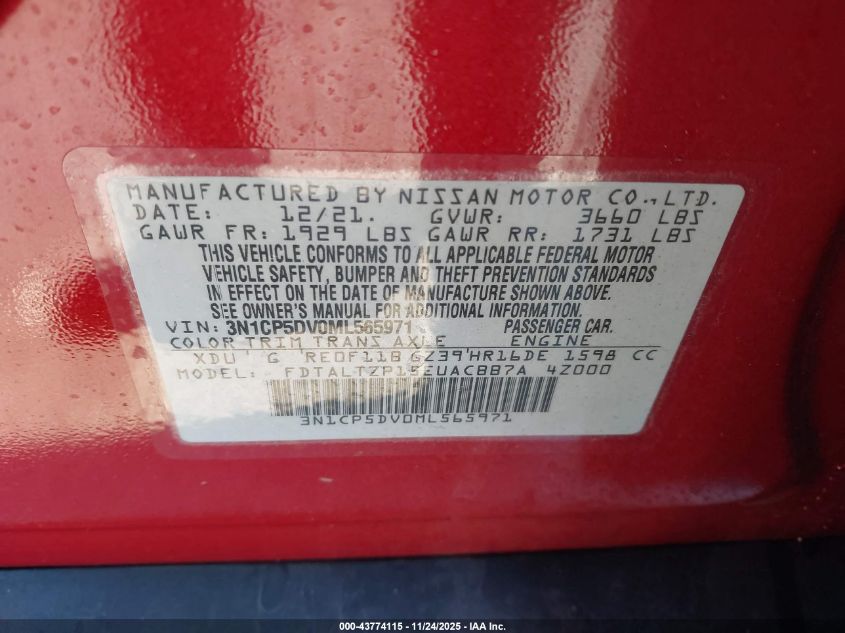 MANUFACTURED BY NISSAN MOTOR CO., LTD.
DATE: 12/21. GVWR: 3660 LBS
GAWR FR: 1929 LBS GAWR RR: 1731 LBS
THIS VEHICLE CONFORMS TO ALL APPLICABLE FEDERAL MOTOR
VEHICLE SAFETY, BUMPER AND THEFT PREVENTION STANDARDS
IN EFFECT ON THE DATE OF MANUFACTURE SHOWN ABOVE.
SEE OWNER'S MANUAL FOR ADDITIONAL INFORMATION.
VIN: 3N1CP5DV0ML565971 PASSENGER CAR.
COLOR TRIM TRANS AXLE ENGINE
XDU G RE0F11B GZ39 HR16DE 1598 CC
MODEL: 4Z000
3N1CP5DV0ML565971
000-43774115 - 11/24/2025 - IAA Inc.